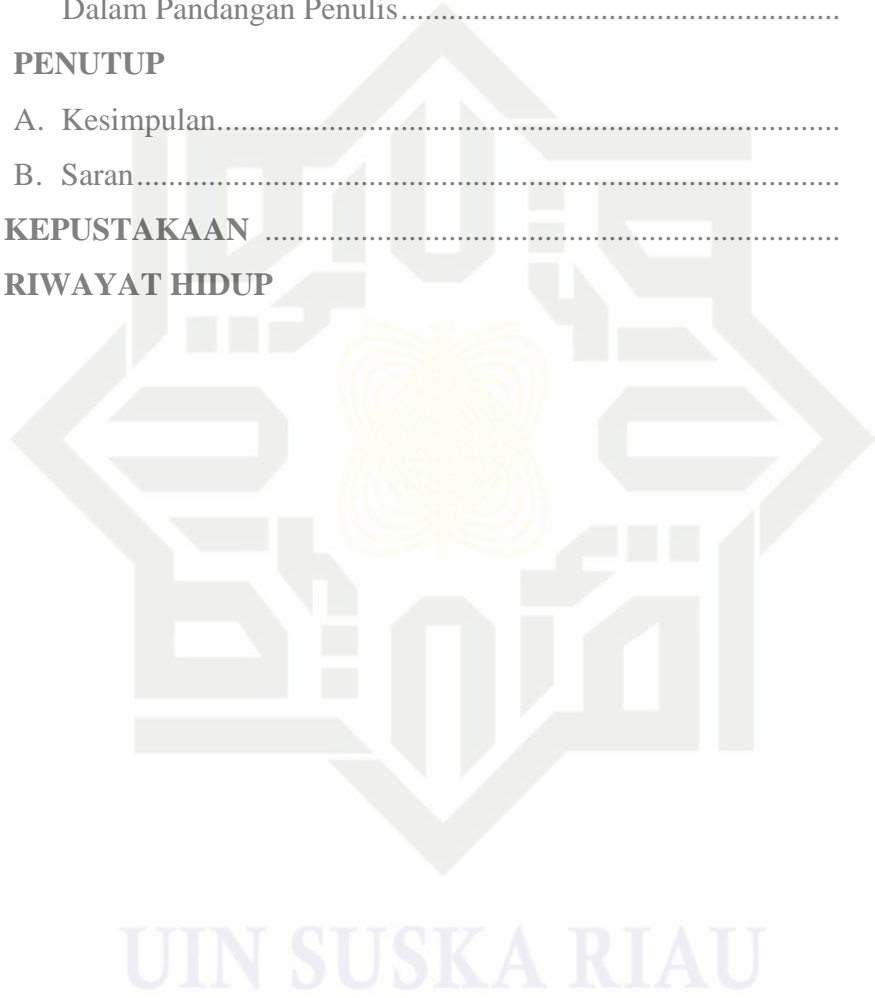 Dalam Pandangan Penulis........................................................................
PENUTUP
A. Kesimpulan................................................................................................
B. Saran............................................................................................................
KEPUSTAKAAN .........................................................................................
RIWAYAT HIDUP
UIN SUSKA RIAU